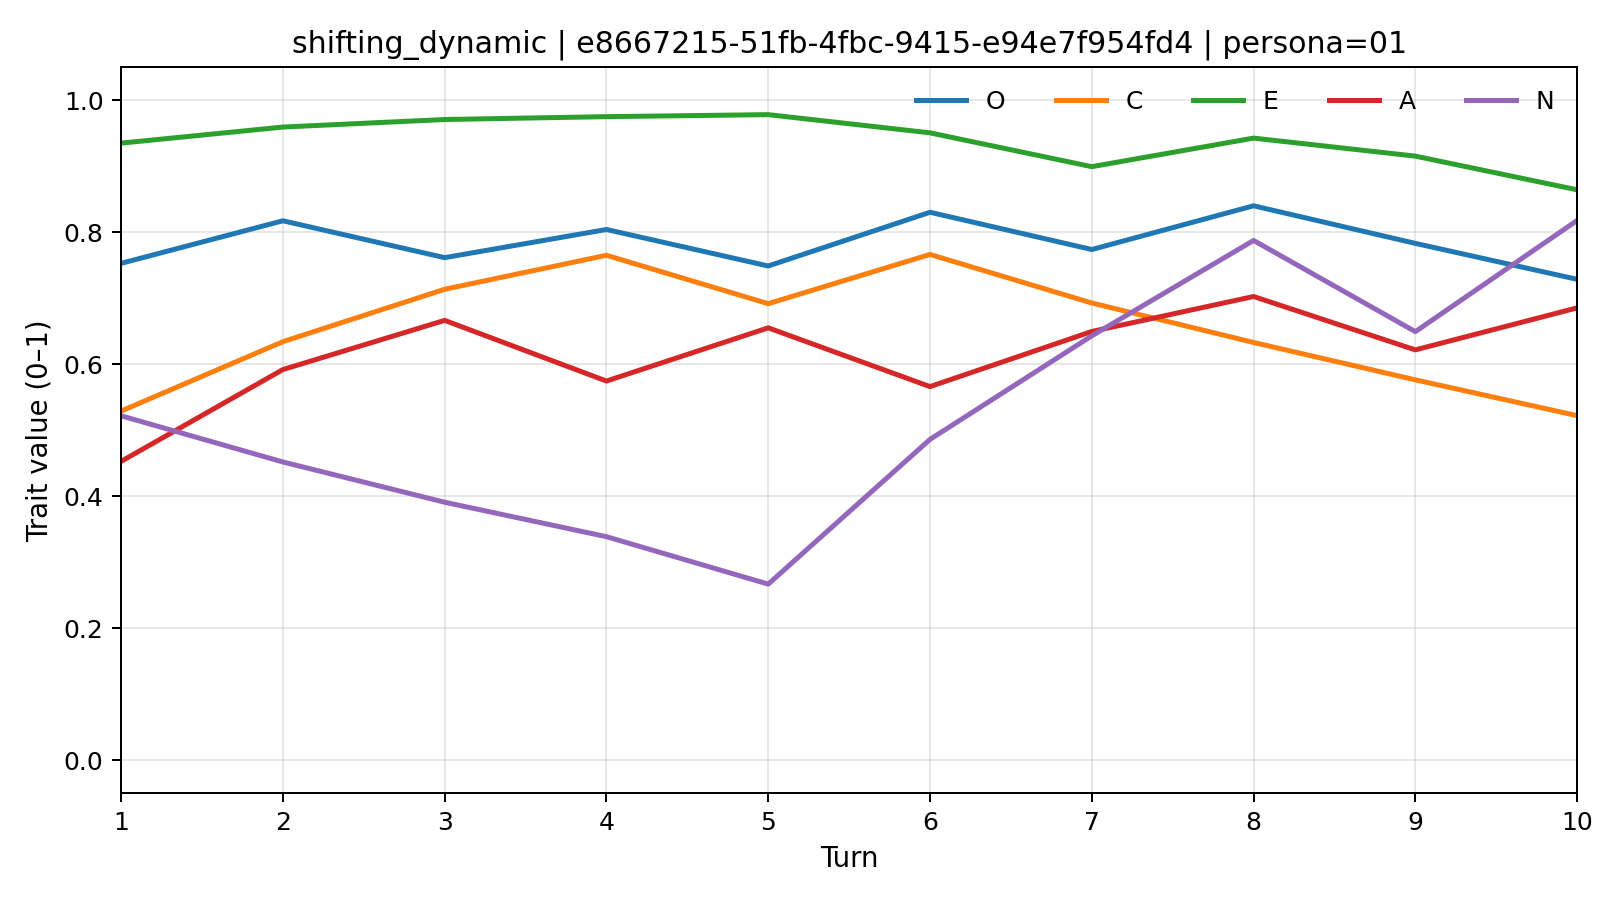 shifting_dynamic | e8667215-51fb-4fbc-9415-e94e7f954fd4 | persona=01
O C E A N
Trait value (0–1)
1.0
0.8
0.6
0.4
0.2
0.0
1 2 3 4 5 6 7 8 9 10
Turn